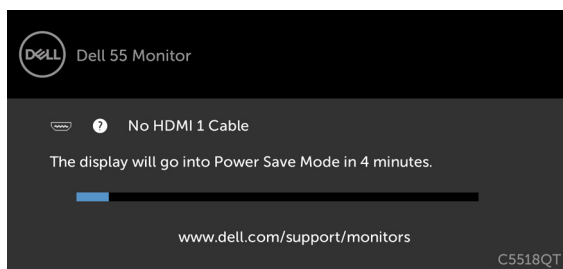 DELL Dell 55 Monitor
? No HDMI 1 Cable
The display will go into Power Save Mode in 4 minutes.
www.dell.com/support/monitors
C5518QT